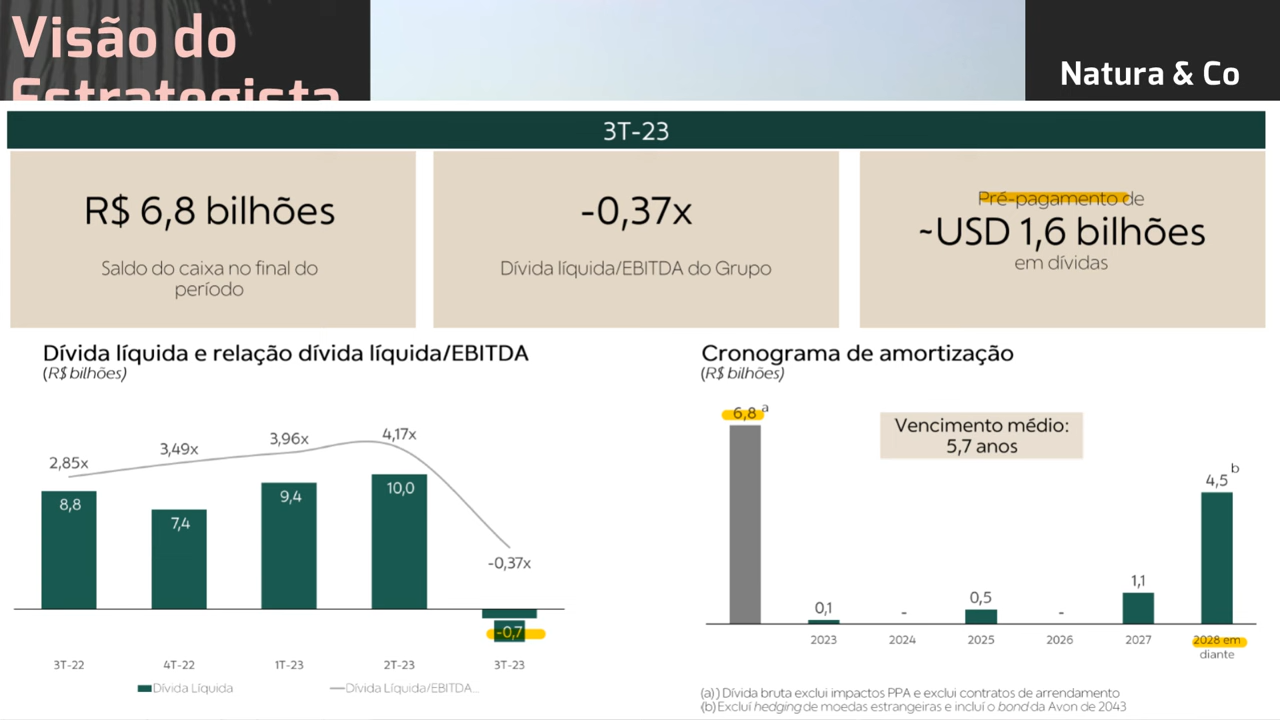 Visão do
Estrategista
Natura & Co
3T-23
R$ 6,8 bilhões
Saldo do caixa no final do
período
-0,37x
Dívida líquida/EBITDA do Grupo
Pré-pagamento de
~USD 1,6 bilhões
em dívidas
Dívida líquida e relação dívida líquida/EBITDA
(R$ bilhões)
2,85x
3,49x
3,96x
4,17x
-0,37x
8,8
7,4
9,4
10,0
-0,7
3T-22
4T-22
1T-23
2T-23
3T-23
Dívida Líquida
Dívida Líquida/EBITDA...
Cronograma de amortização
(R$ bilhões)
6,8 a
Vencimento médio:
5,7 anos
0,1
-
0,5
-
1,1
4,5 b
2023
2024
2025
2026
2027
2028 em
diante
(a) ) Dívida bruta exclui impactos PPA e exclui contratos de arrendamento
(b) Excluí hedging de moedas estrangeiras e incluí o bond da Avon de 2043